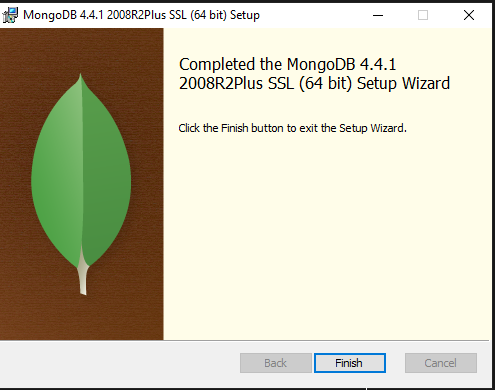 MongoDB 4.4.1 2008R2Plus SSL (64 bit) Setup
Completed the MongoDB 4.4.1
2008R2Plus SSL (64 bit) Setup Wizard
Click the Finish button to exit the Setup Wizard.
Back Finish Cancel